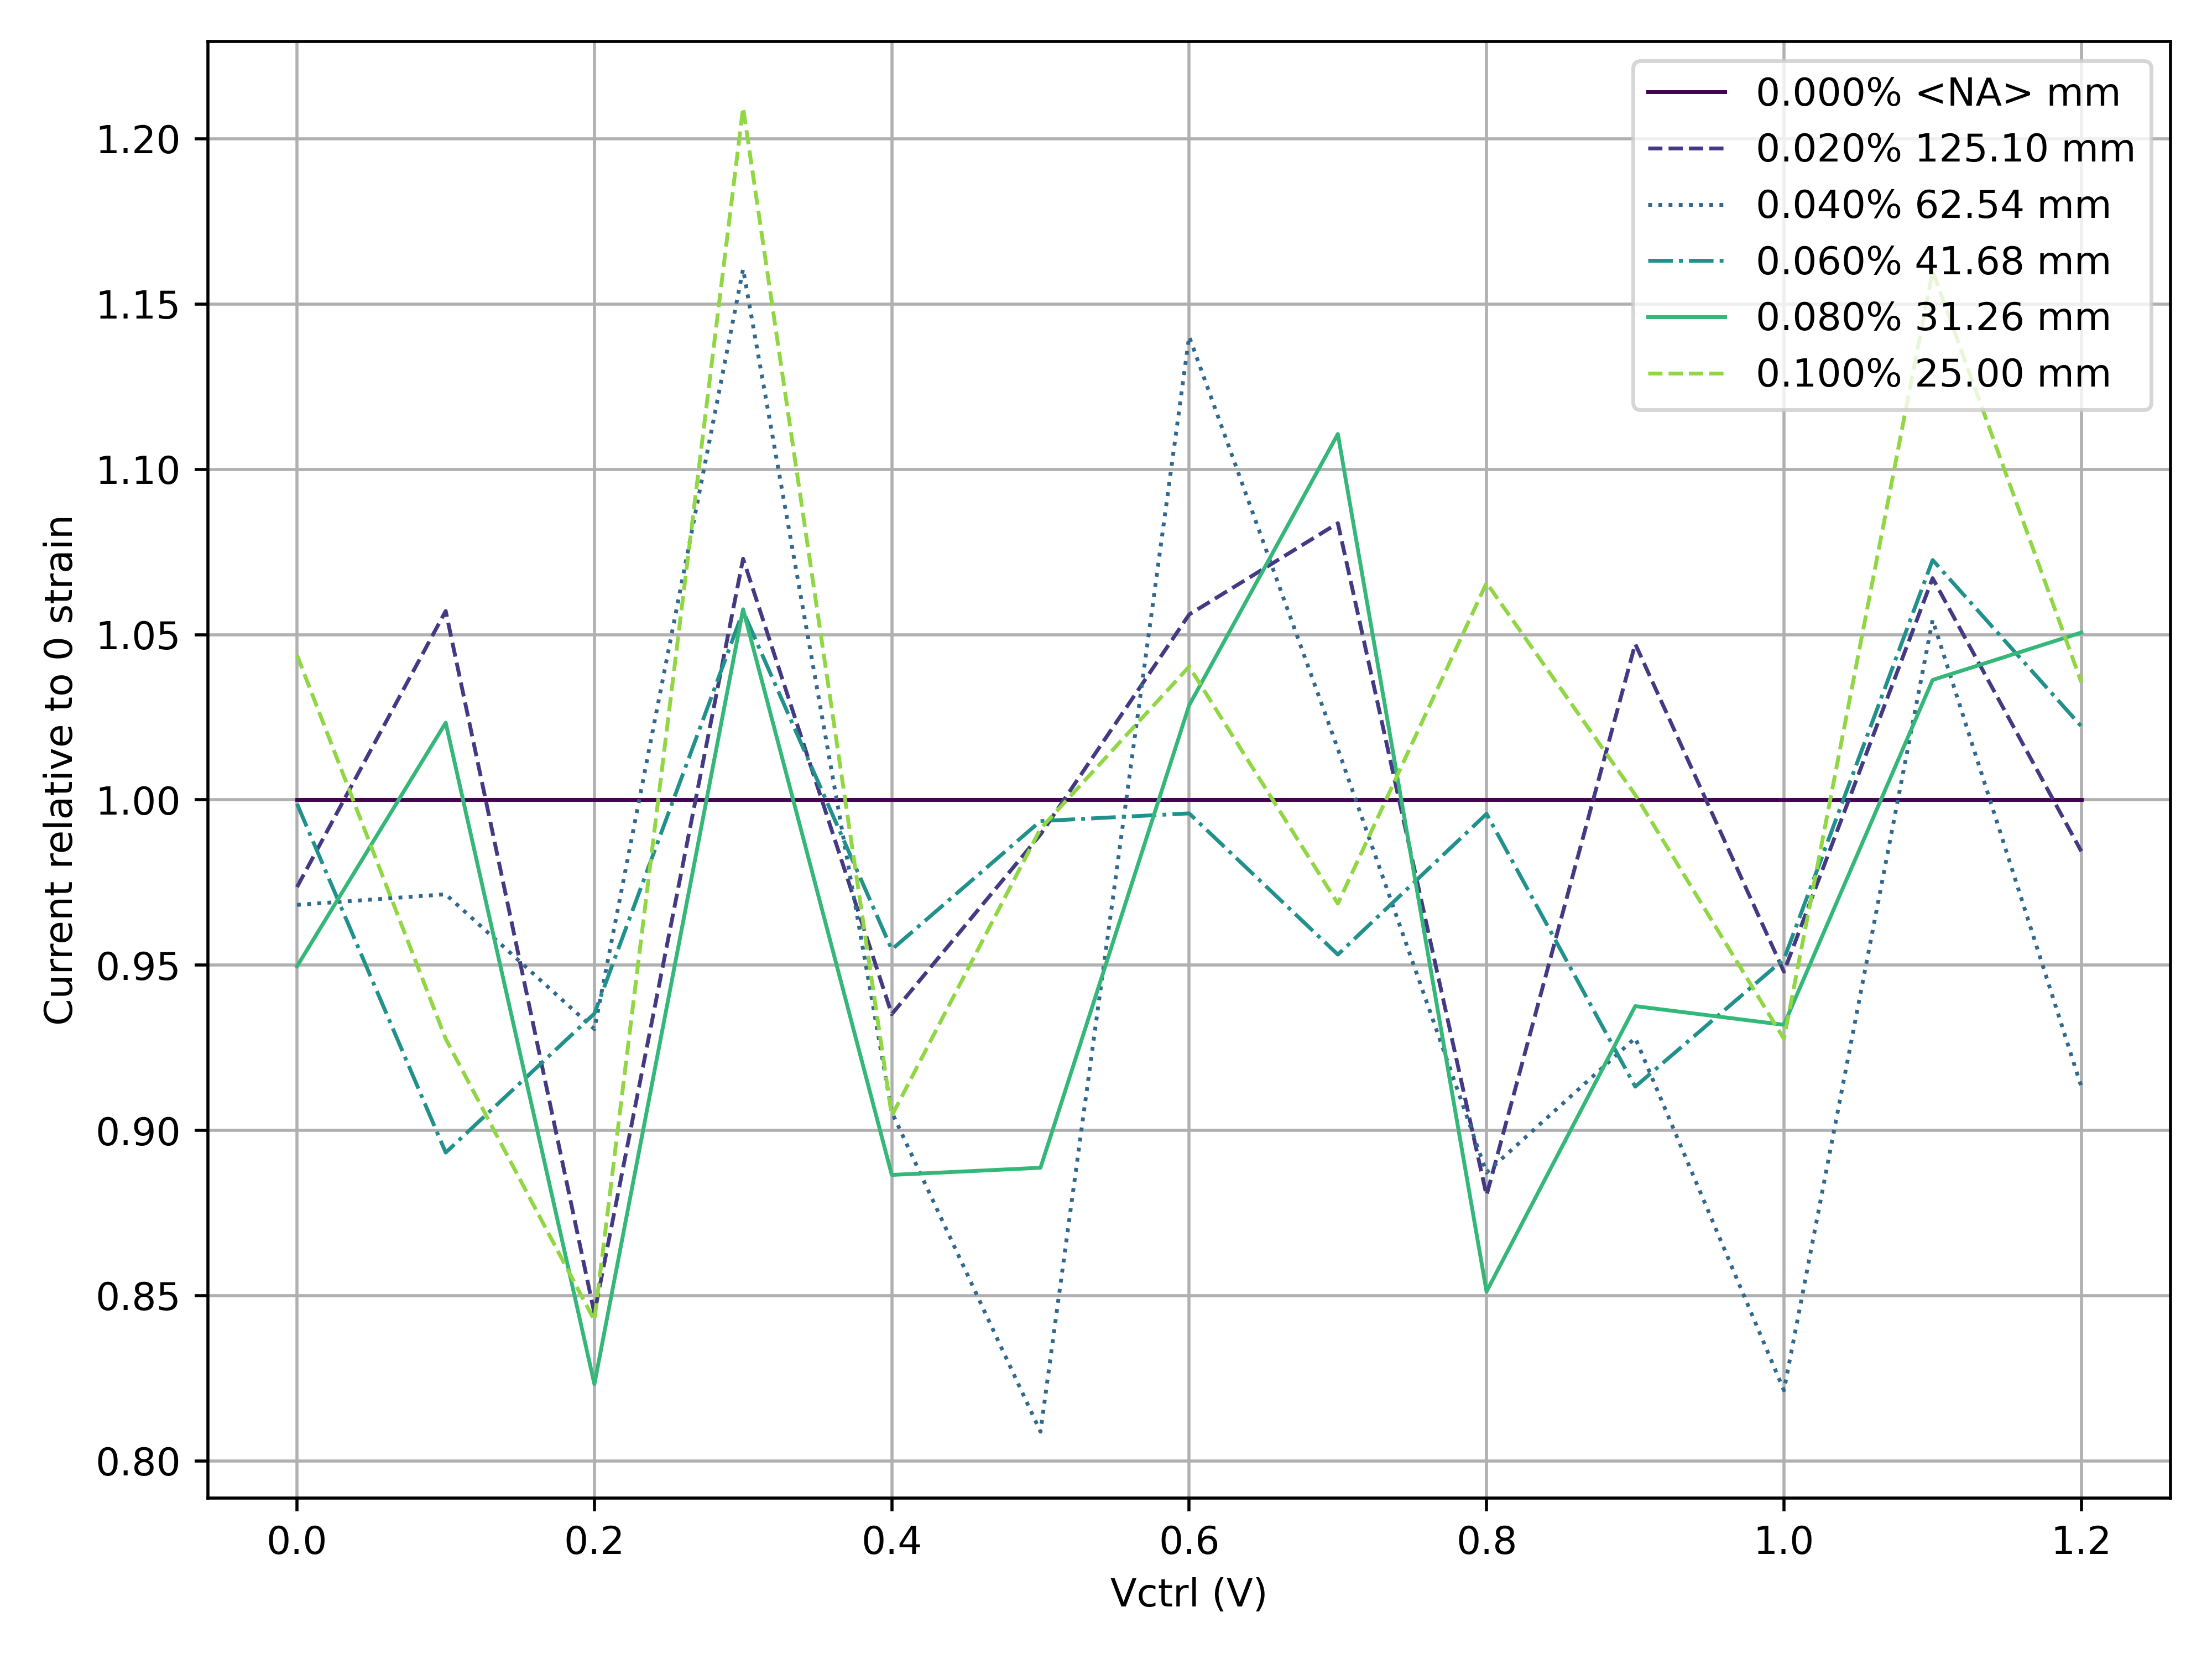 1.20
1.15
1.10
1.05
1.00
0.95
0.90
0.85
0.80
Current relative to 0 strain
0.000% <NA> mm
0.020% 125.10 mm
0.040% 62.54 mm
0.060% 41.68 mm
0.080% 31.26 mm
0.100% 25.00 mm
0.0 0.2 0.4 0.6 0.8 1.0 1.2
Vctrl (V)